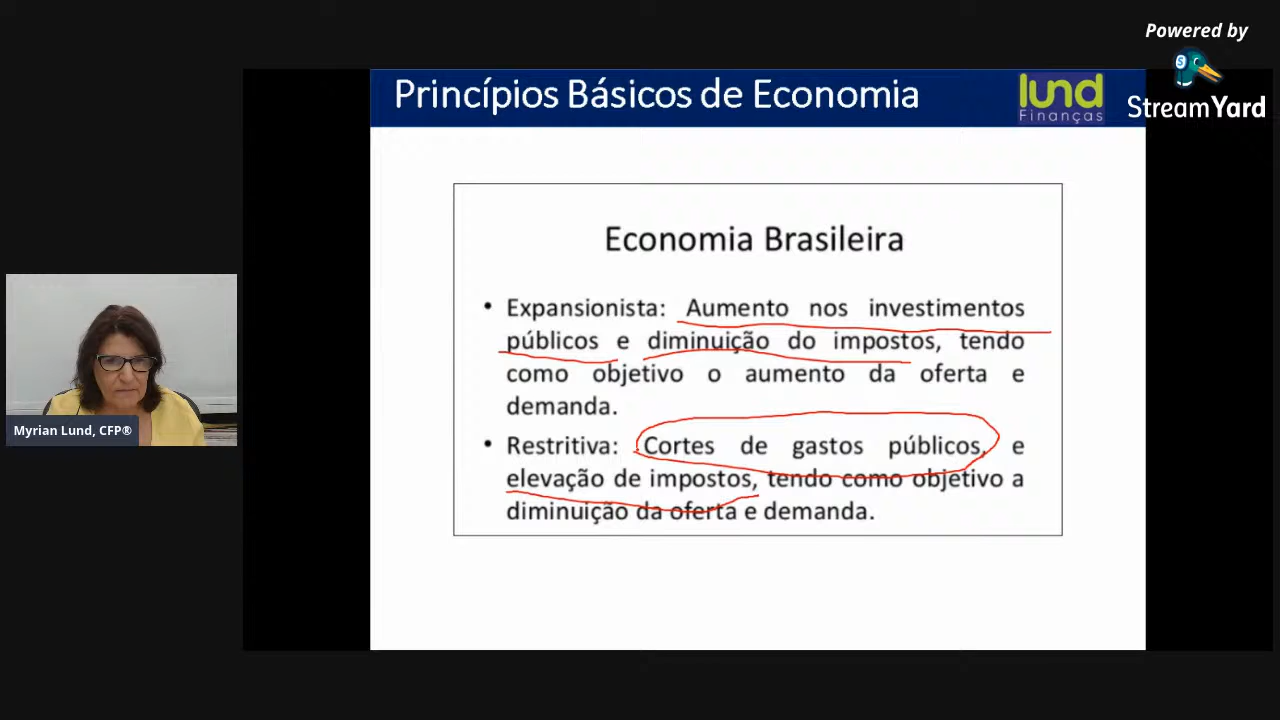 Powered by
StreamYard
Princípios Básicos de Economia
lund
Finanças
Economia Brasileira
• Expansionista: Aumento nos investimentos
públicos e diminuição do impostos, tendo
como objetivo o aumento da oferta e
demanda.
• Restritiva: Cortes de gastos públicos, e
elevação de impostos, tendo como objetivo a
diminuição da oferta e demanda.
Myrian Lund, CFP®